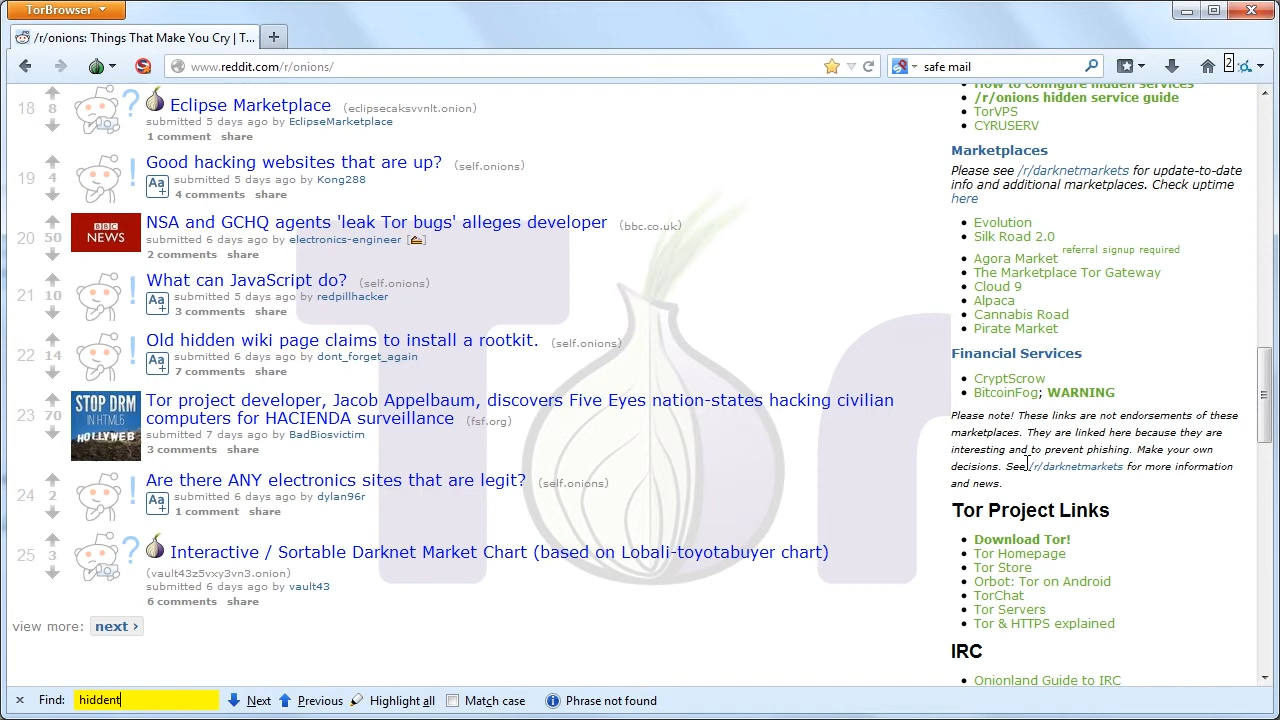 TorBrowser
/r/onions: Things That Make You Cry | T...
www.reddit.com/r/onions/
safe mail
2
18
8
Eclipse Marketplace (eclipsecaksvvnlt.onion)
submitted 5 days ago by EclipseMarketplace
1 comment share
19
4
Good hacking websites that are up? (self.onions)
Aa+ submitted 5 days ago by Kong288
4 comments share
20
50
BBC NEWS
NSA and GCHQ agents 'leak Tor bugs' alleges developer (bbc.co.uk)
submitted 6 days ago by electronics-engineer
2 comments share
21
10
What can JavaScript do? (self.onions)
Aa+ submitted 5 days ago by redpillhacker
3 comments share
22
14
Old hidden wiki page claims to install a rootkit. (self.onions)
Aa+ submitted 6 days ago by dont_forget_again
7 comments share
23
70
STOP DRM
IN HTML5
HOLLYWEB
Tor project developer, Jacob Appelbaum, discovers Five Eyes nation-states hacking civilian
computers for HACIENDA surveillance (fsf.org)
submitted 7 days ago by BadBiosvictim
3 comments share
24
2
Are there ANY electronics sites that are legit? (self.onions)
Aa+ submitted 6 days ago by dylan96r
1 comment share
25
3
Interactive / Sortable Darknet Market Chart (based on Lobali-toyotabuyer chart)
(vault43z5vxy3vn3.onion)
submitted 6 days ago by vault43
6 comments share
view more: next ›
Tor
How to configure hidden services
/r/onions hidden service guide
TorVPS
CYRUSERV
Marketplaces
Please see /r/darknetmarkets for update-to-date
info and additional marketplaces. Check uptime
here
Evolution
Silk Road 2.0
Agora Market referral signup required
The Marketplace Tor Gateway
Cloud 9
Alpaca
Cannabis Road
Pirate Market
Financial Services
CryptScrow
BitcoinFog; WARNING
Please note! These links are not endorsements of these
marketplaces. They are linked here because they are
interesting and to prevent phishing. Make your own
decisions. See /r/darknetmarkets for more information
and news.
Tor Project Links
Download Tor!
Tor Homepage
Tor Store
Orbot: Tor on Android
TorChat
Tor Servers
Tor & HTTPS explained
IRC
Onionland Guide to IRC
Find: hiddent Next Previous Highlight all Match case Phrase not found